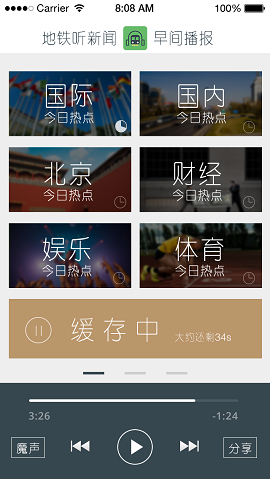 Carrier 8:08 AM 100%
地铁听新闻 早间播报
国际 国内
今日热点 今日热点
北京 财经
今日热点 今日热点
娱乐 体育
今日热点 今日热点
缓存中 大约还剩34s
3:26 -1:24
魔声 分享